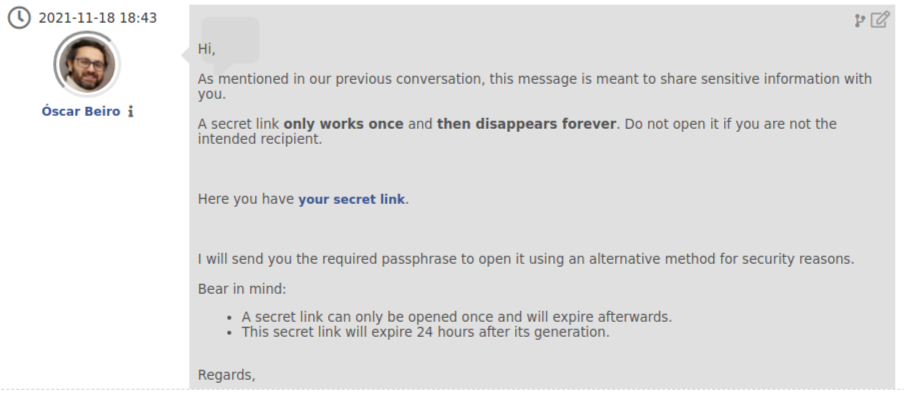 2021-11-18 18:43
Óscar Beiro
Hi,
As mentioned in our previous conversation, this message is meant to share sensitive information with
you.
A secret link only works once and then disappears forever. Do not open it if you are not the
intended recipient.
Here you have your secret link.
I will send you the required passphrase to open it using an alternative method for security reasons.
Bear in mind:
• A secret link can only be opened once and will expire afterwards.
• This secret link will expire 24 hours after its generation.
Regards,